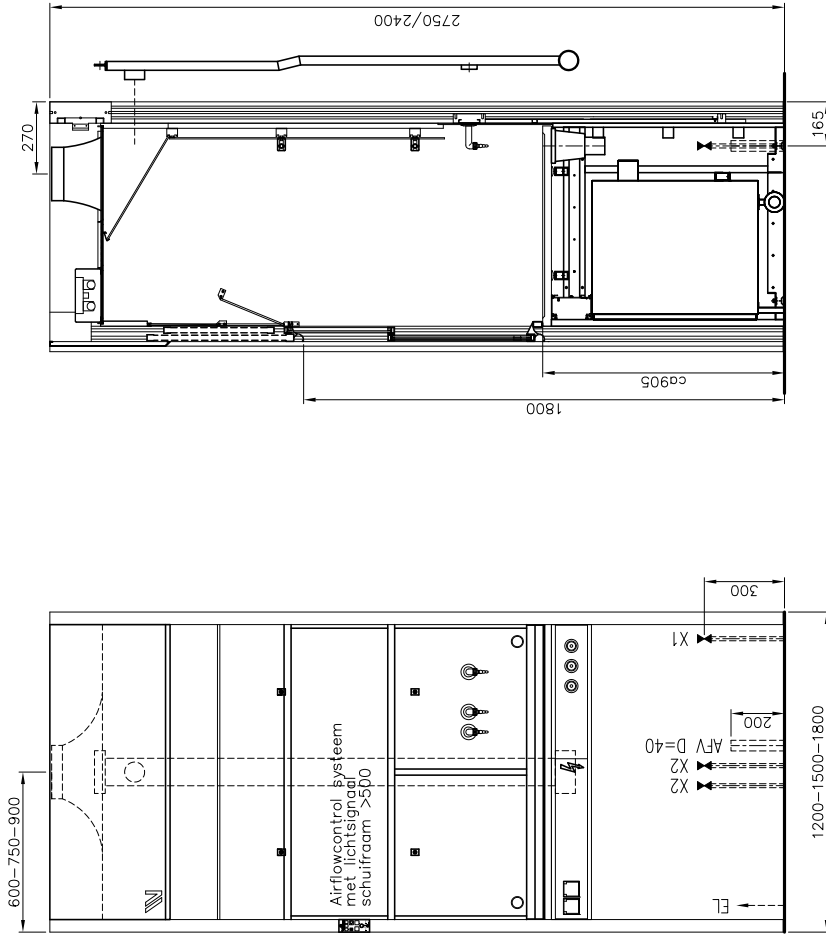 2750/2400
270
165
ca905
1800
300
X1
200
AFV D=40
X2
X2
EL
Airflowcontrol systeem
met lichtsignaal
schuifraam >500
600-750-900
1200-1500-1800